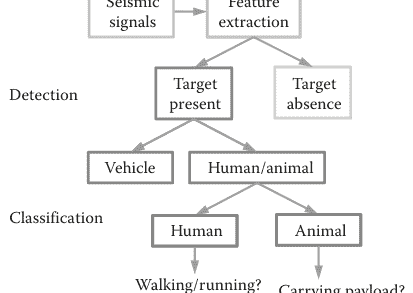 Seismic
signals
Feature
extraction
Detection
Target
present
Target
absence
Vehicle
Human/animal
Classification
Human
Animal
Walking/running?
Carrying payload?